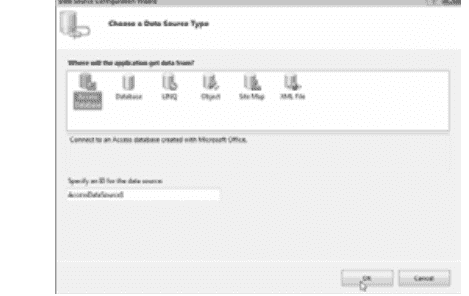 Data Source Configuration Wizard
Choose a Data Source Type
Where will the application get data from?
Access Database
Database
LINQ
Object
Site Map
XML File
Connect to an Access database created with Microsoft Office.
Specify an ID for the data source:
AccessDataSource1
OK
Cancel